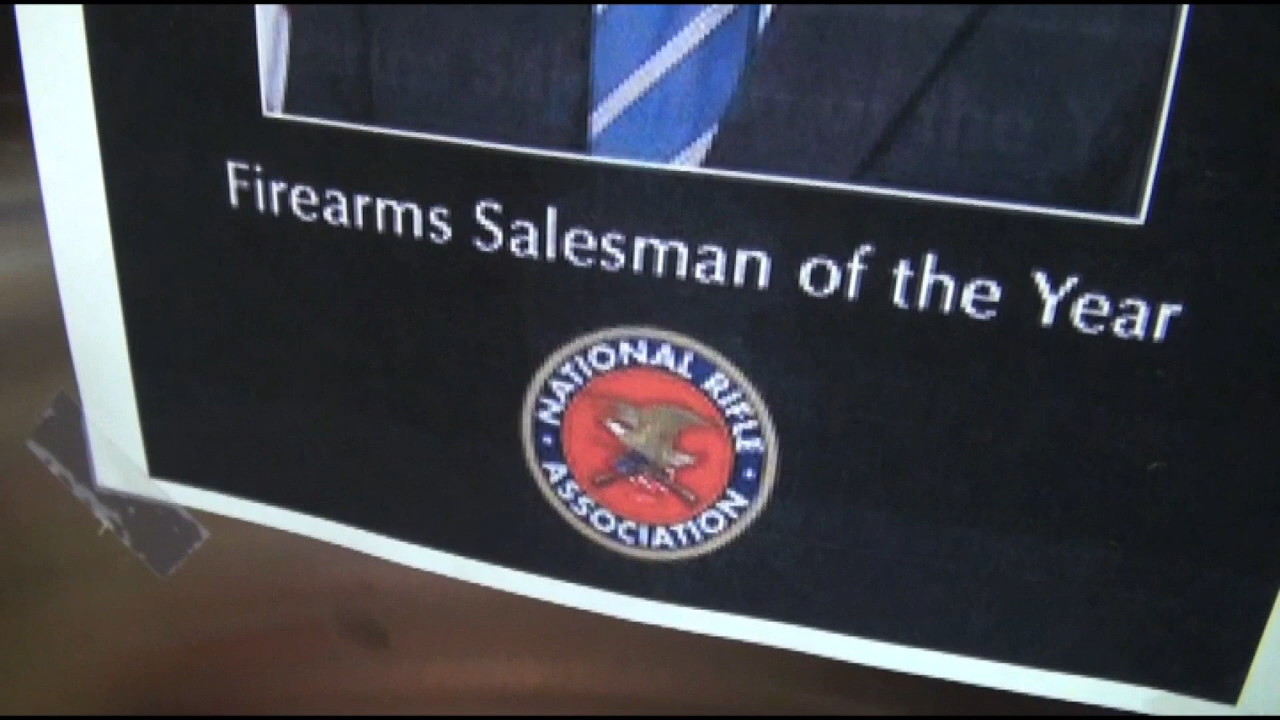 Firearms Salesman of the Year
NATIONAL RIFLE
ASSOCIATION